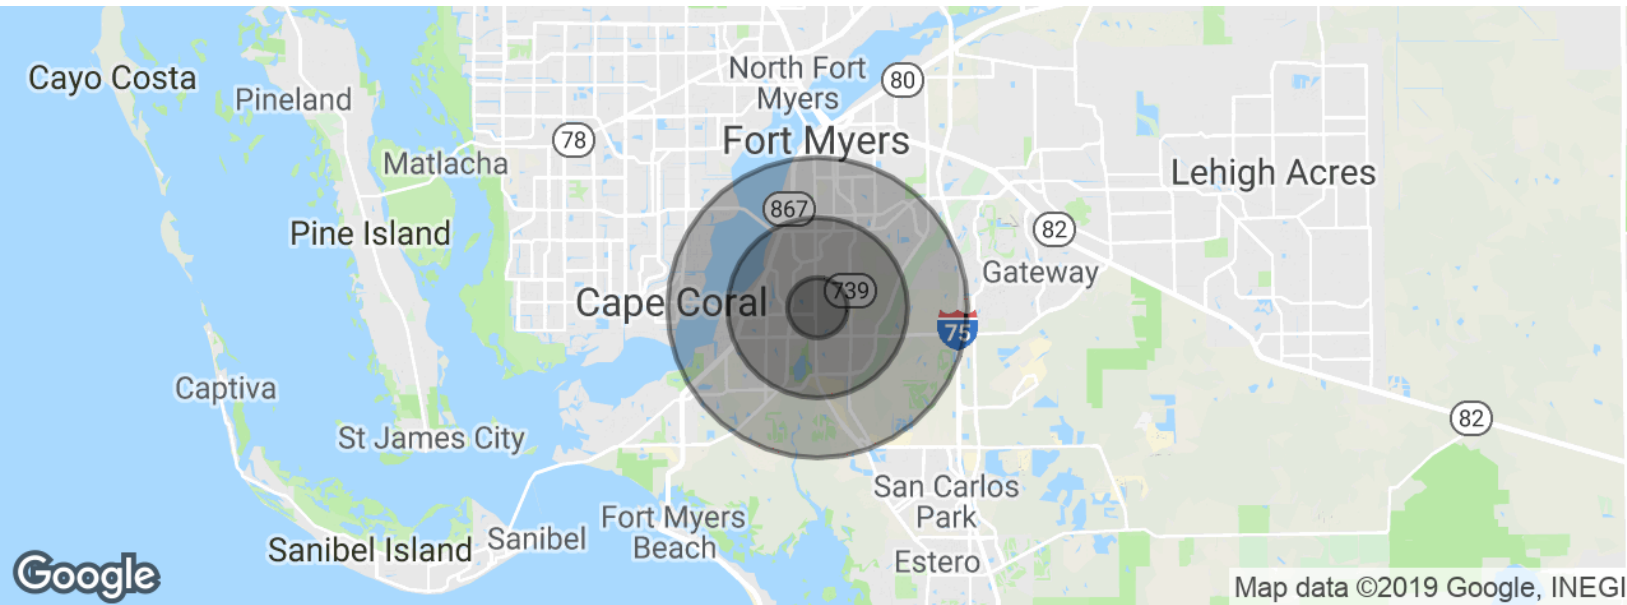 Cayo Costa
Pineland
North Fort
Myers
80
Fort Myers
78
Matlacha
Lehigh Acres
867
Pine Island
82
Gateway
739
Cape Coral
75
Captiva
82
St James City
San Carlos
Park
Fort Myers
Beach
Sanibel
Sanibel Island
Estero
Google
Map data ©2019 Google, INEGI